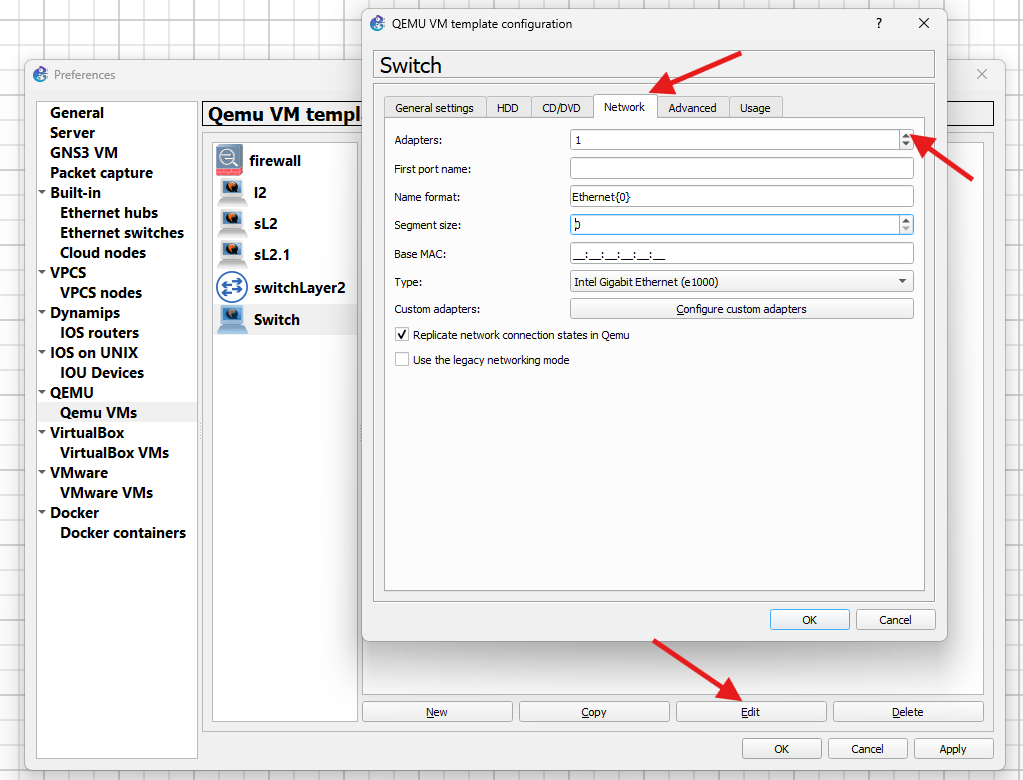 QEMU VM template configuration
?
Switch
Preferences
General
Server
GNS3 VM
Packet capture
Built-in
Ethernet hubs
Ethernet switches
Cloud nodes
VPCS
VPCS nodes
Dynamips
IOS routers
IOS on UNIX
IOU Devices
QEMU
Qemu VMs
VirtualBox
VirtualBox VMs
VMware
VMware VMs
Docker
Docker containers
Qemu VM templ
firewall
l2
sL2
sL2.1
switchLayer2
Switch
General settings HDD CD/DVD Network Advanced Usage
Adapters: 1
First port name:
Name format: Ethernet{0}
Segment size:
Base MAC: __:__:__:__:__:__
Type: Intel Gigabit Ethernet (e1000)
Custom adapters: Configure custom adapters
Replicate network connection states in Qemu
Use the legacy networking mode
OK Cancel
New Copy Edit Delete
OK Cancel Apply